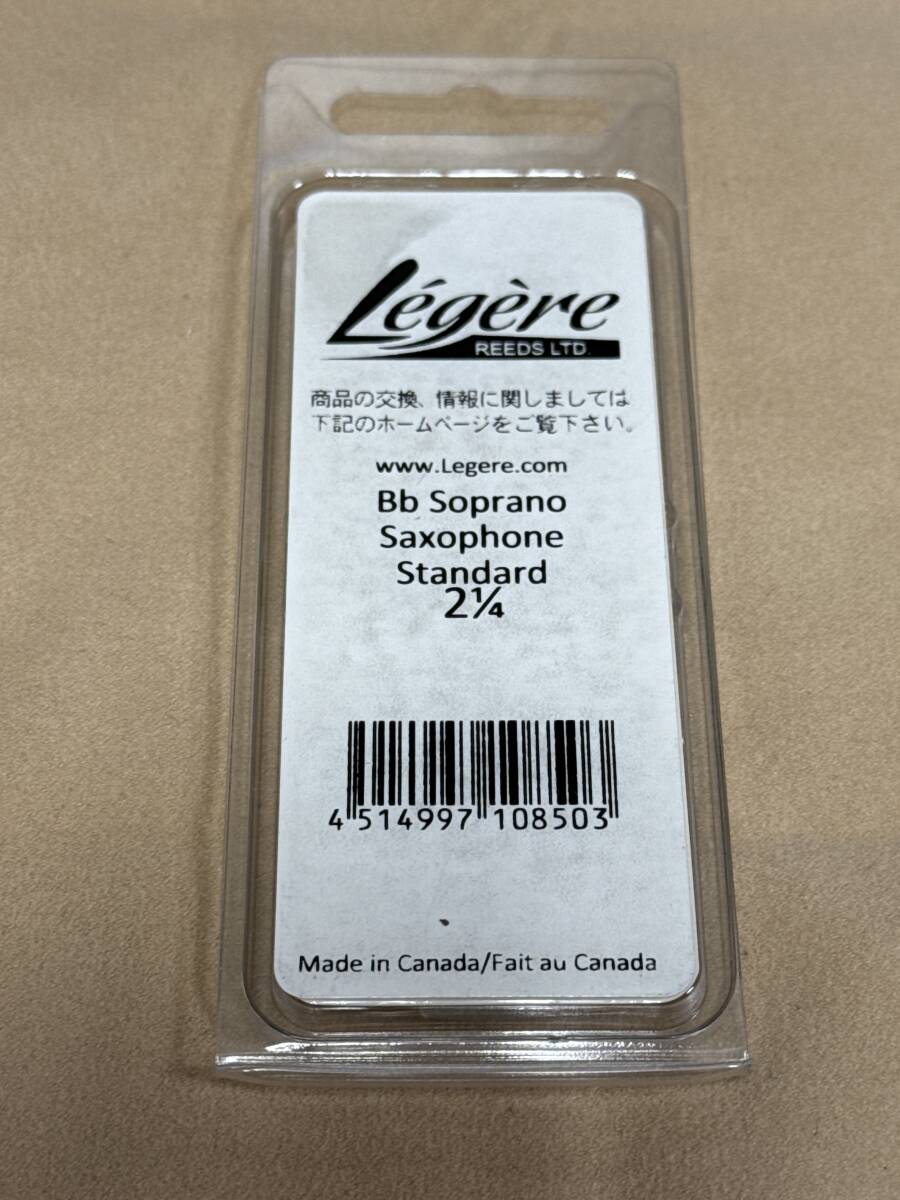 Légère
REEDS LTD.
商品の交換、情報に関しましては
下記のホームページをご覧下さい。
www.Legere.com
Bb Soprano
Saxophone
Standard
2¼
4 514997 108503
Made in Canada/Fait au Canada